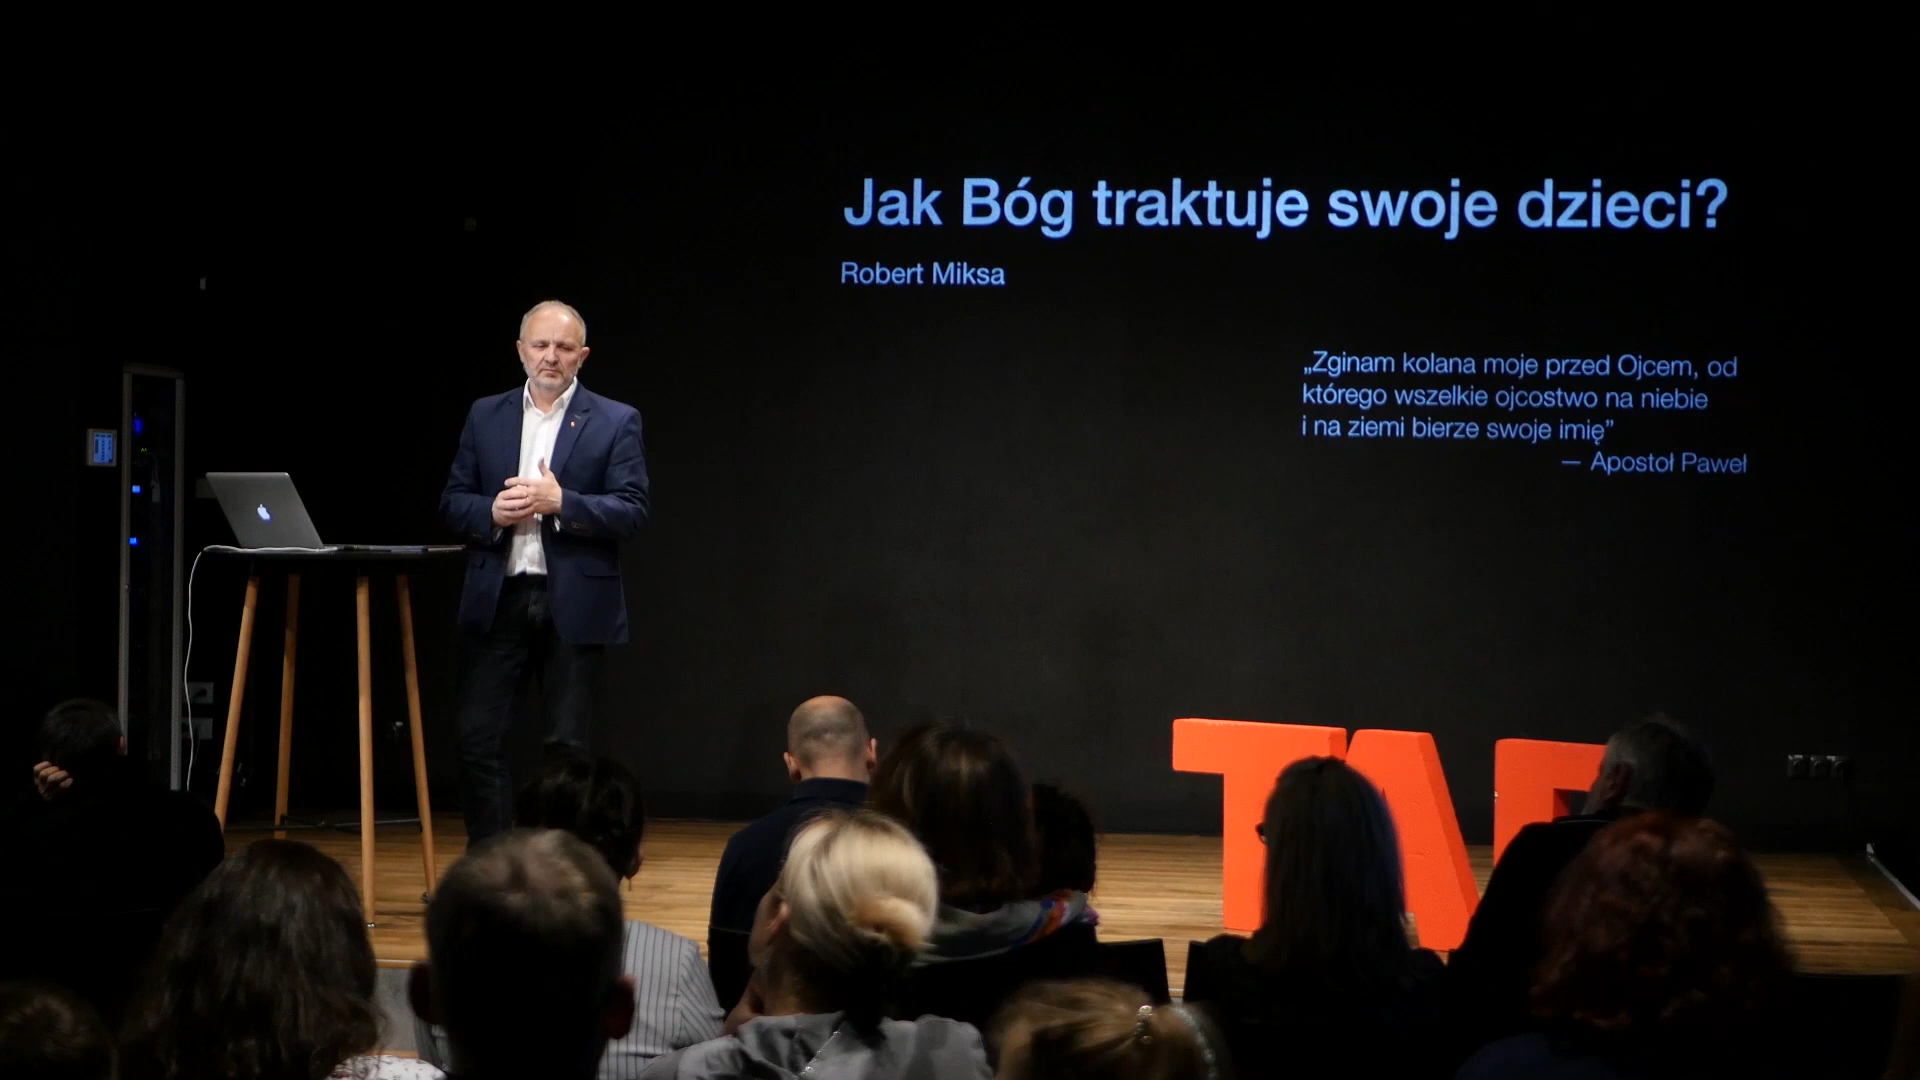 Jak Bóg traktuje swoje dzieci?
Robert Miksa
„Zginam kolana moje przed Ojcem, od
którego wszelkie ojcostwo na niebie
i na ziemi bierze swoje imię”
— Apostoł Paweł